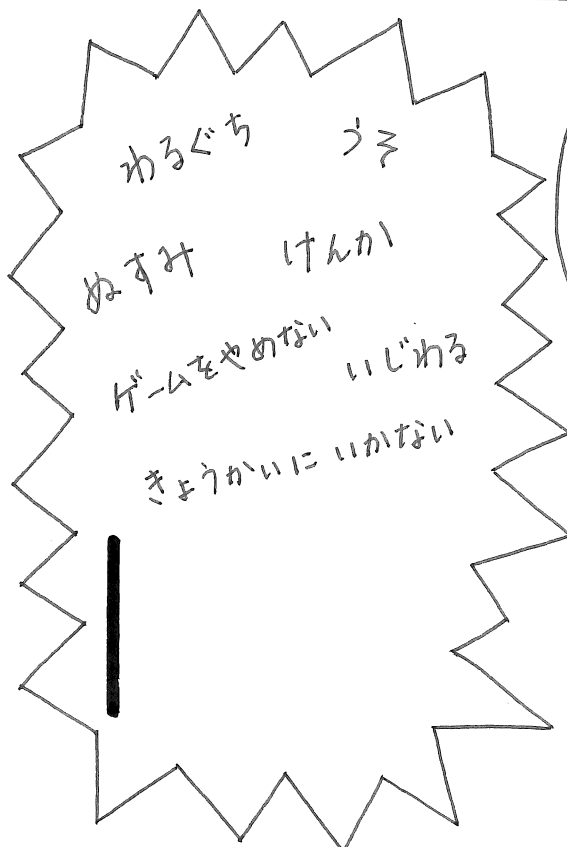 わるぐち うそ
ぬすみ けんか
ゲームをやめない
いじわる
きょうかいに いかない